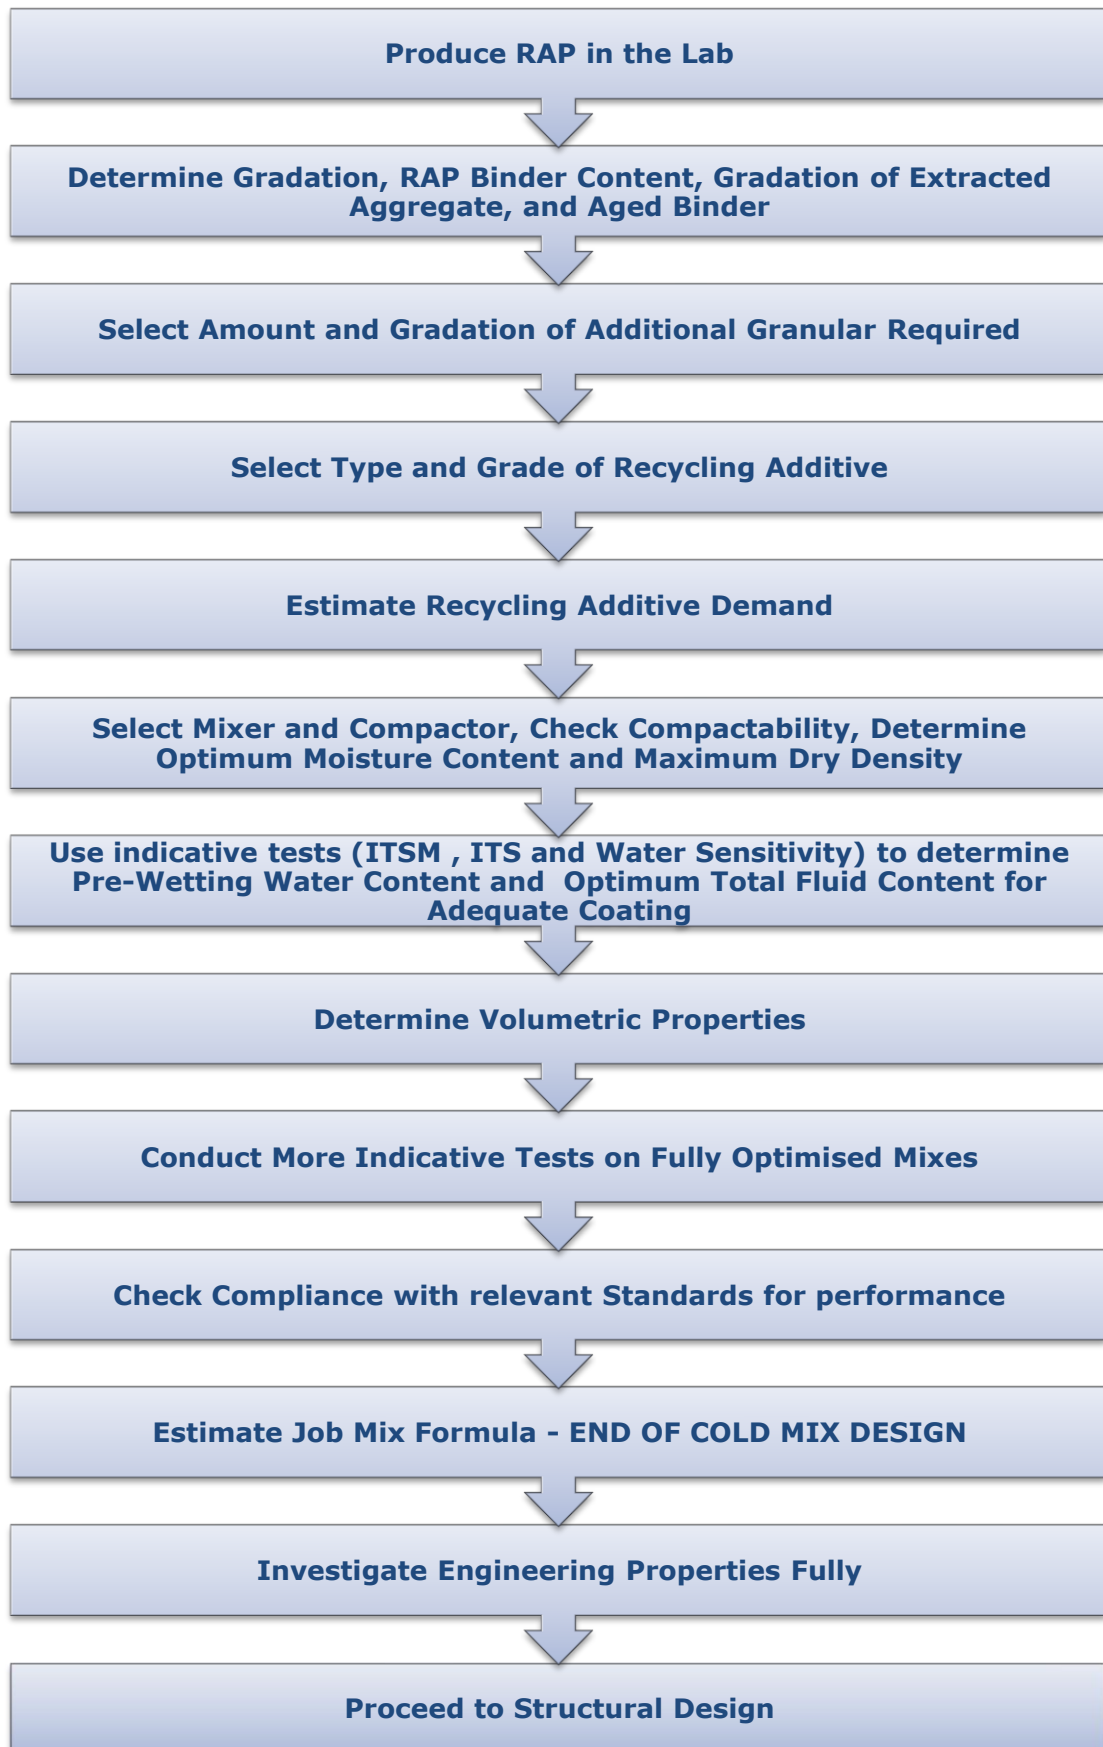 Produce RAP in the Lab
Determine Gradation, RAP Binder Content, Gradation of Extracted
Aggregate, and Aged Binder
Select Amount and Gradation of Additional Granular Required
Select Type and Grade of Recycling Additive
Estimate Recycling Additive Demand
Select Mixer and Compactor, Check Compactability, Determine
Optimum Moisture Content and Maximum Dry Density
Use indicative tests (ITSM , ITS and Water Sensitivity) to determine
Pre-Wetting Water Content and  Optimum Total Fluid Content for
Adequate Coating
Determine Volumetric Properties
Conduct More Indicative Tests on Fully Optimised Mixes
Check Compliance with relevant Standards for performance
Estimate Job Mix Formula - END OF COLD MIX DESIGN
Investigate Engineering Properties Fully
Proceed to Structural Design